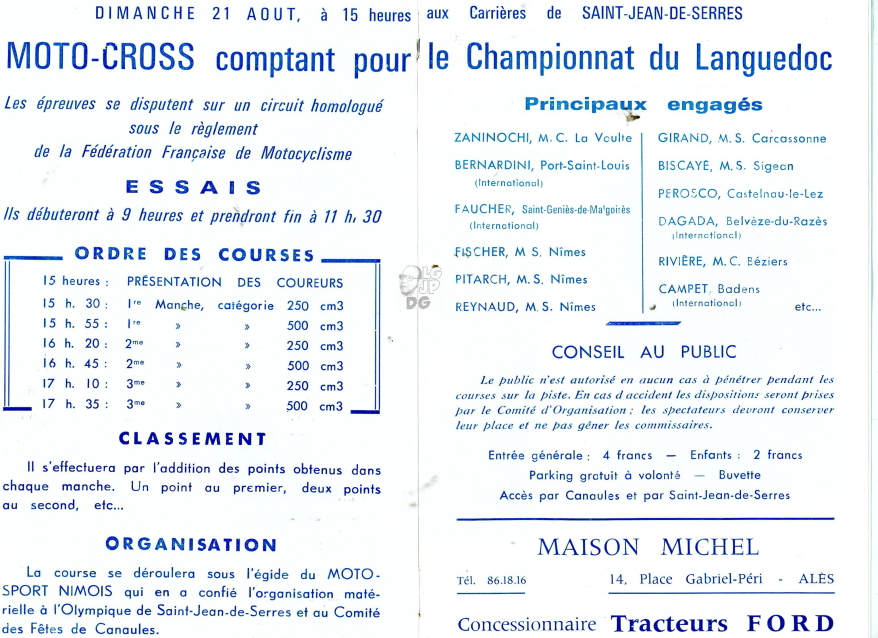 DIMANCHE 21 AOUT, à 15 heures aux Carrières de SAINT-JEAN-DE-SERRES
MOTO-CROSS comptant pour le Championnat du Languedoc
Les épreuves se disputent sur un circuit homologué
sous le règlement
de la Fédération Française de Motocyclisme
ESSAIS
Ils débuteront à 9 heures et prendront fin à 11 h, 30
ORDRE DES COURSES
15 heures : PRÉSENTATION DES COUREURS
15 h. 30 : 1re Manche, catégorie 250 cm3
15 h. 55 : 1re » » 500 cm3
16 h. 20 : 2me » » 250 cm3
16 h. 45 : 2me » » 500 cm3
17 h. 10 : 3me » » 250 cm3
17 h. 35 : 3me » » 500 cm3
CLASSEMENT
Il s'effectuera par l'addition des points obtenus dans
chaque manche. Un point au premier, deux points
au second, etc...
ORGANISATION
La course se déroulera sous l'égide du MOTO-
SPORT NIMOIS qui en a confié l'organisation maté-
rielle à l'Olympique de Saint-Jean-de-Serres et au Comité
des Fêtes de Canaules.
Principaux engagés
ZANINOCHI, M. C. La Voulte
BERNARDINI, Port-Saint-Louis
(International)
FAUCHER, Saint-Geniès-de-Malgoirès
(International)
FISCHER, M S. Nîmes
PITARCH, M. S. Nîmes
REYNAUD, M. S. Nîmes
GIRAND, M. S. Carcassonne
BISCAYE, M. S. Sigean
PEROSCO, Castelnau-le-Lez
DAGADA, Belvèze-du-Razès
(International)
RIVIÈRE, M. C. Béziers
CAMPET, Badens
(International)
etc...
CONSEIL AU PUBLIC
Le public n'est autorisé en aucun cas à pénétrer pendant les
courses sur la piste. En cas d'accident les dispositions seront prises
par le Comité d'Organisation ; les spectateurs devront conserver
leur place et ne pas gêner les commissaires.
Entrée générale : 4 francs — Enfants : 2 francs
Parking gratuit à volonté — Buvette
Accès par Canaules et par Saint-Jean-de-Serres
MAISON MICHEL
Tél. 86.18.16 14, Place Gabriel-Péri - ALÈS
Concessionnaire Tracteurs FORD
LG
JP
DG